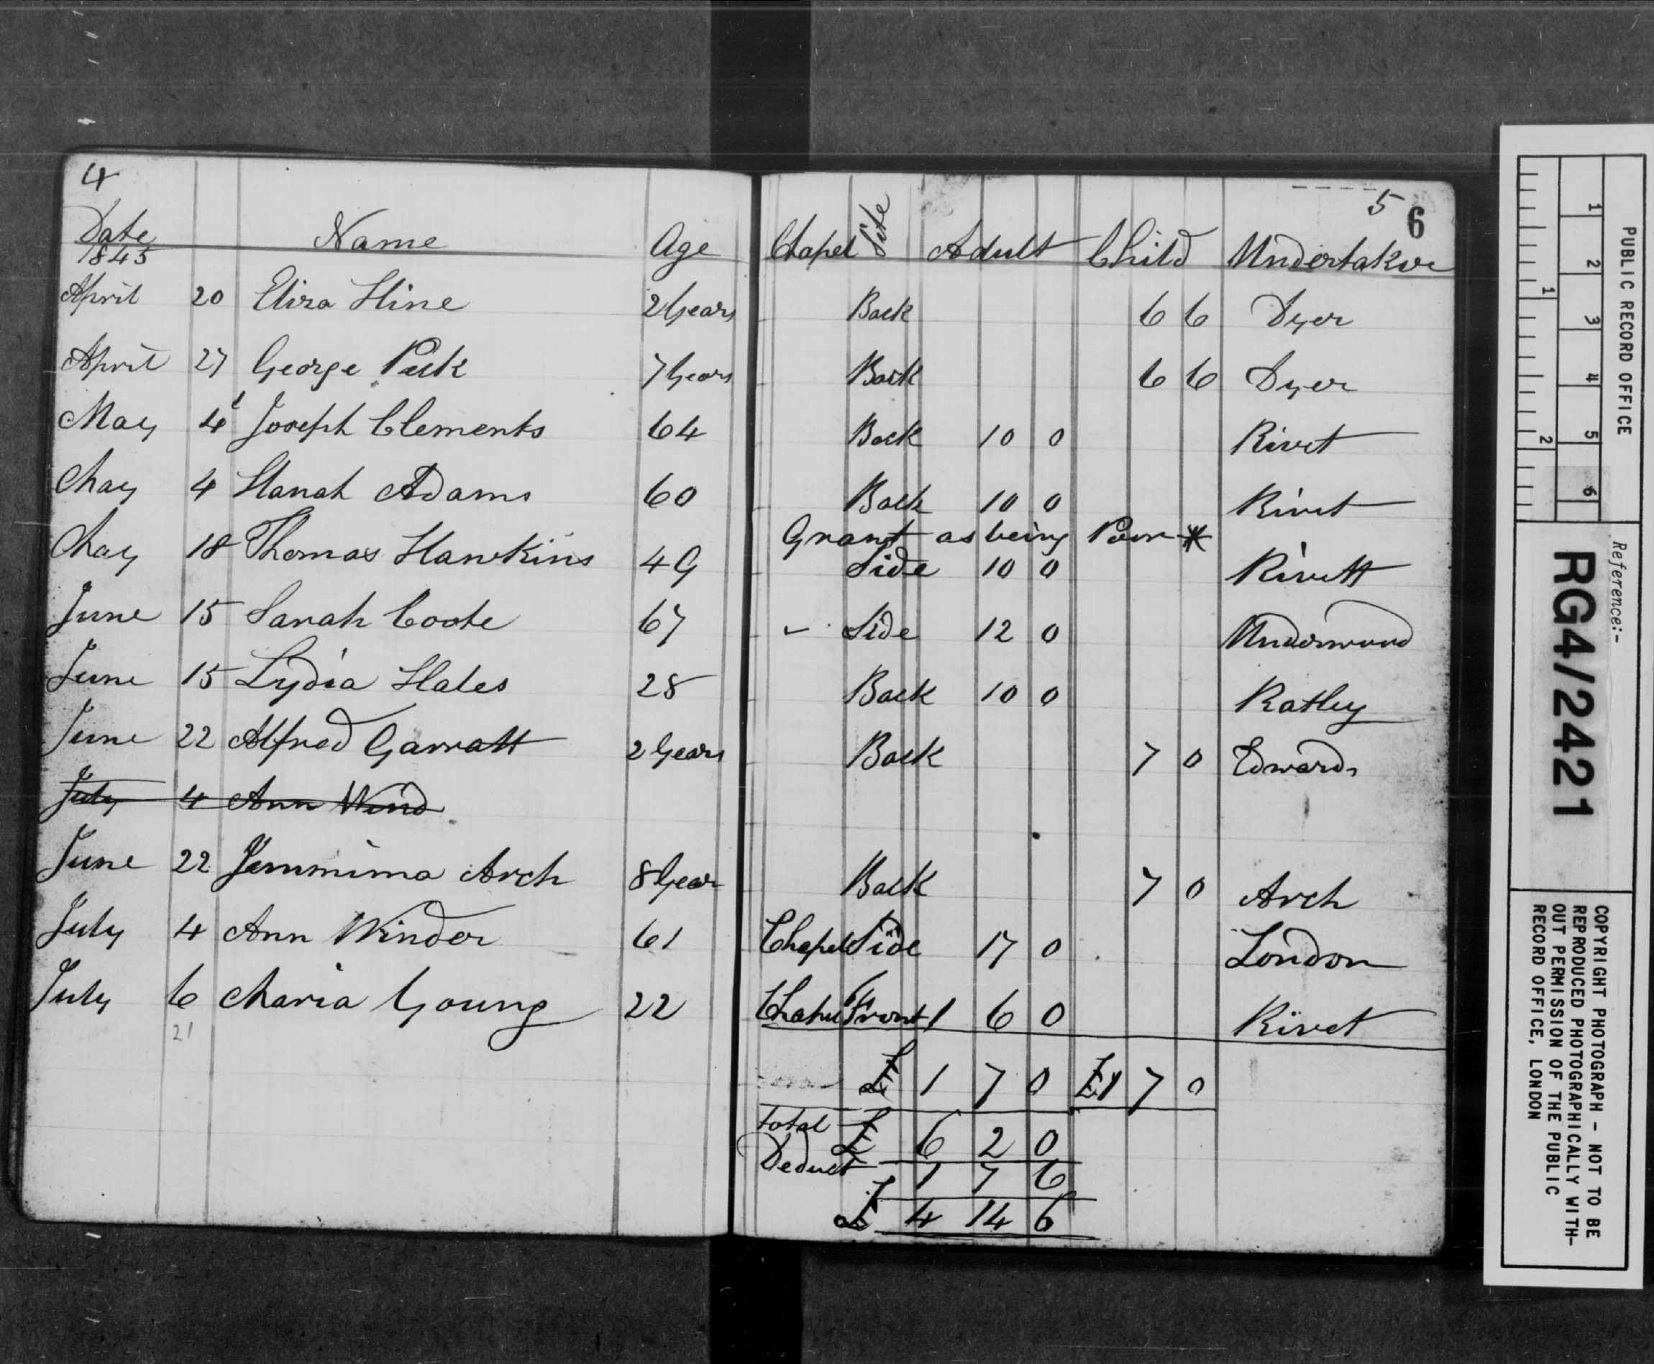 4
5 6
Date Name Age Chapel Site Adult Child Undertaker
1845
April 20 Eliza Hine 2 Years Back 6 6 Dyer
April 27 George Peck 7 Years Back 6 6 Dyer
May 4 Joseph Clements 64 Back 10 0 Rivet
May 4 Hanah Adams 60 Back 10 0 Rivet
Grant as being Poor *
May 18 Thomas Hawkins 49 Side 10 0 Rivett
June 15 Sarah Coote 67 Side 12 0 Underwood
June 15 Lydia Hales 28 Back 10 0 Ratley
June 22 Alfred Garratt 2 Years Back 7 0 Edwards
July 4 Ann Wind
June 22 Jemmima Arch 8 Year Back 7 0 Arch
July 4 Ann Winder 61 Chapel Side 17 0 London
July 6 Maria Young 22 Chapel Front 1 6 0 Rivet
21
£ 1 7 0 £1 7 0
Total £ 6 2 0
Deduct 1 7 6
£ 4 14 6
PUBLIC RECORD OFFICE
1 2 3 4 5 6
1 2
Reference:-
RG4/2421
COPYRIGHT PHOTOGRAPH - NOT TO BE
REPRODUCED PHOTOGRAPHICALLY WITH-
OUT PERMISSION OF THE PUBLIC
RECORD OFFICE, LONDON